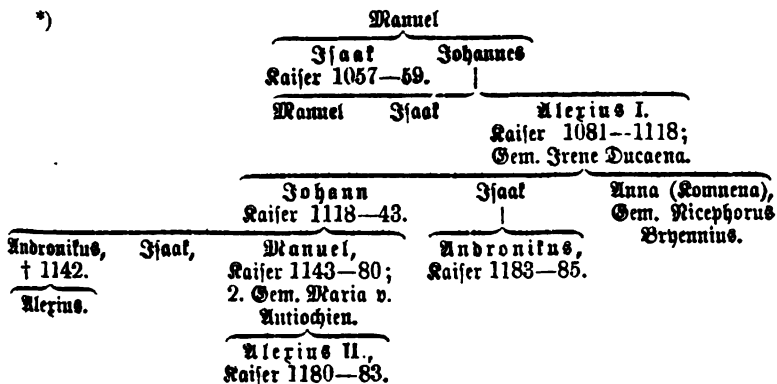 *)
Manuel
Isaak Johannes
Kaiser 1057—59.
Manuel Isaak Alexius I.
Kaiser 1081--1118;
Gem. Irene Ducaena.
Johann Isaak Anna (Komnena),
Kaiser 1118—43. Gem. Nicephorus
Bryennius.
Andronikus, Isaak, Manuel, Andronikus,
† 1142. Kaiser 1143—80; Kaiser 1183—85.
Alexius. 2. Gem. Maria v.
Antiochien.
Alexius II.,
Kaiser 1180—83.